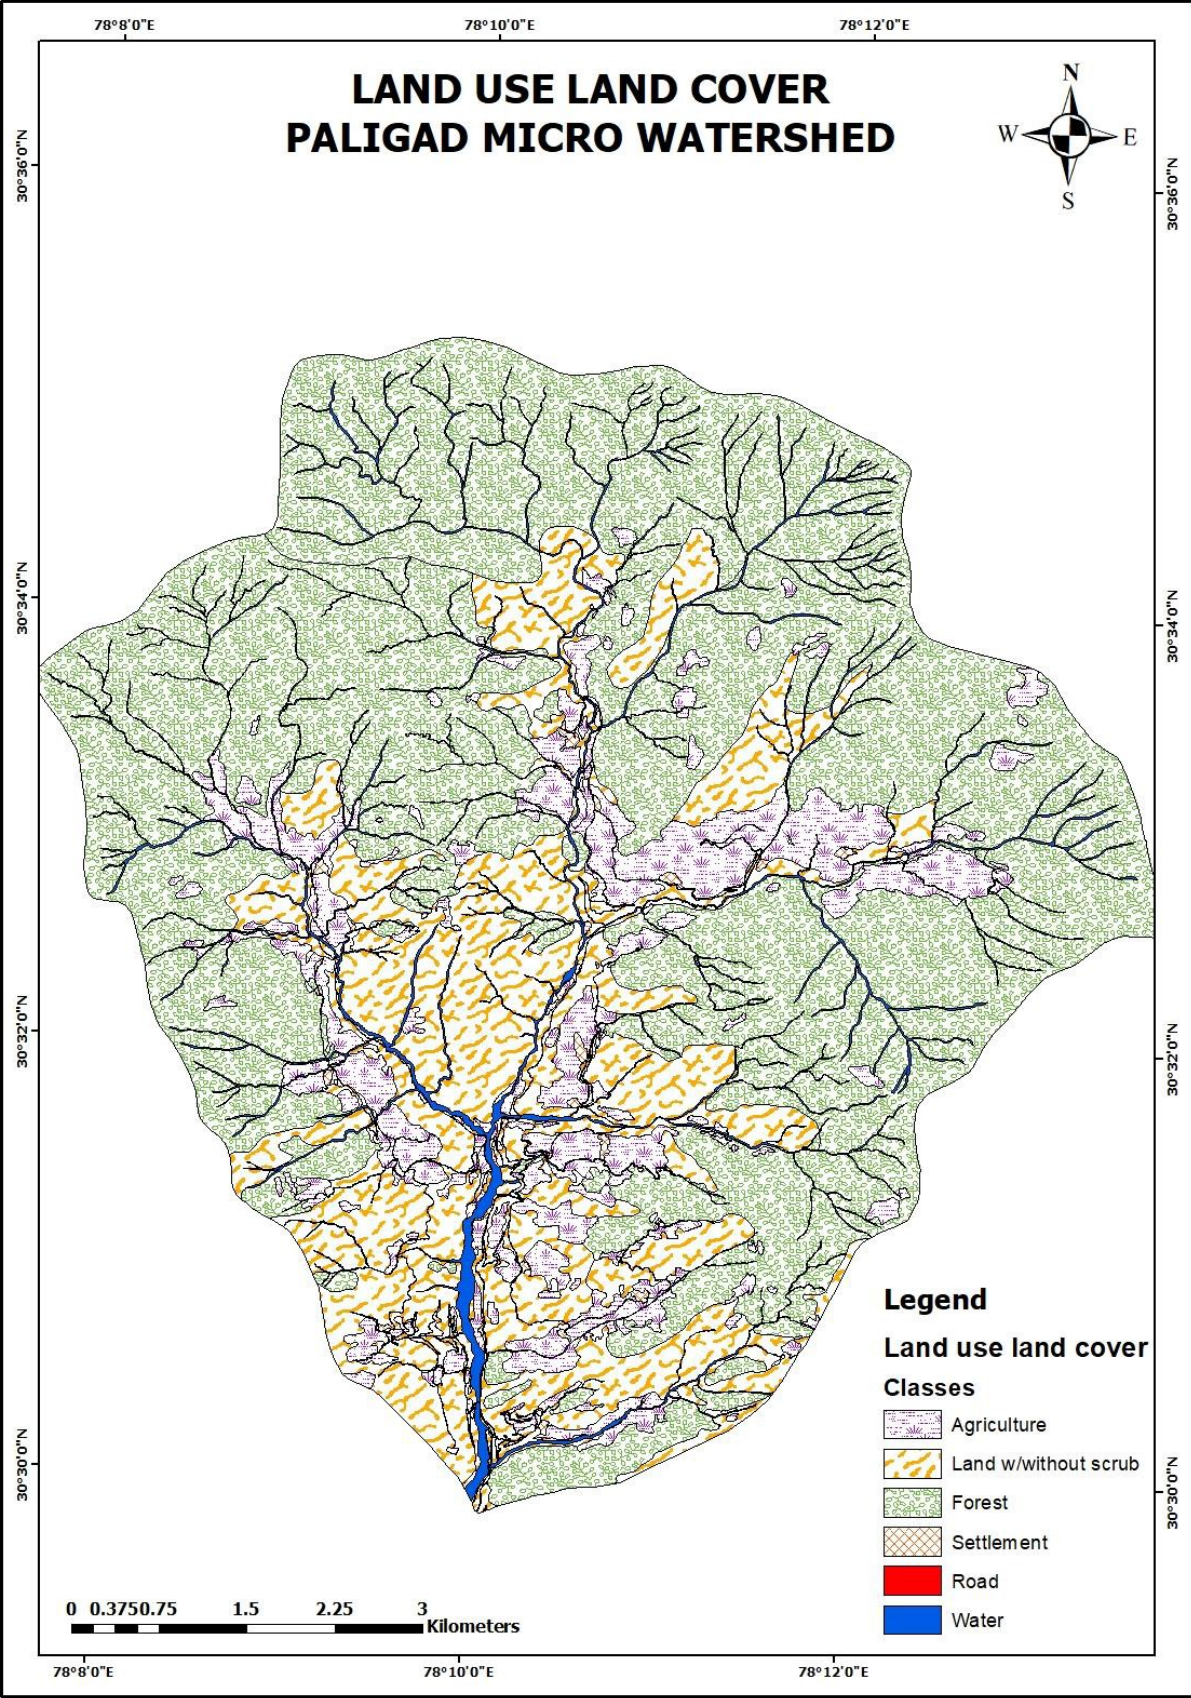 78°8'0"E 78°10'0"E 78°12'0"E
LAND USE LAND COVER
PALIGAD MICRO WATERSHED
N
W E
S
30°36'0"N
30°36'0"N
30°34'0"N
30°34'0"N
30°32'0"N
30°32'0"N
30°30'0"N
30°30'0"N
Legend
Land use land cover
Classes
Agriculture
Land w/without scrub
Forest
Settlement
Road
Water
0 0.375 0.75 1.5 2.25 3
Kilometers
78°8'0"E 78°10'0"E 78°12'0"E